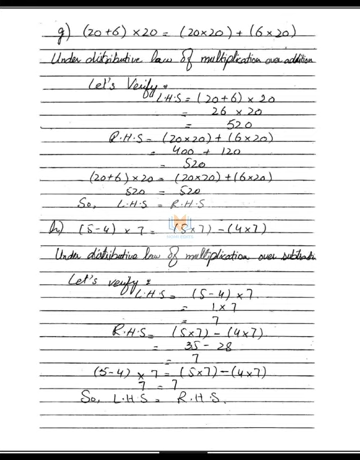 g) (20+6) ×20 = (20×20) + (6×20)
Under distributive law of multiplication over addition
Let's Verify:
L.H.S = (20+6) × 20
= 26 × 20
= 520
R.H.S = (20×20) + (6×20)
= 400 + 120
= 520
(20+6) × 20 = (20×20) + (6×20)
520 = 520
So, L.H.S = R.H.S
h) (5-4) × 7 = (5×7) - (4×7)
Under distributive law of multiplication over
Let's verify:
L.H.S = (5-4) × 7
= 1 × 7
= 7
R.H.S = (5×7) - (4×7)
= 35 - 28
= 7
(5-4) × 7 = (5×7) - (4×7)
7 = 7
So, L.H.S = R.H.S.